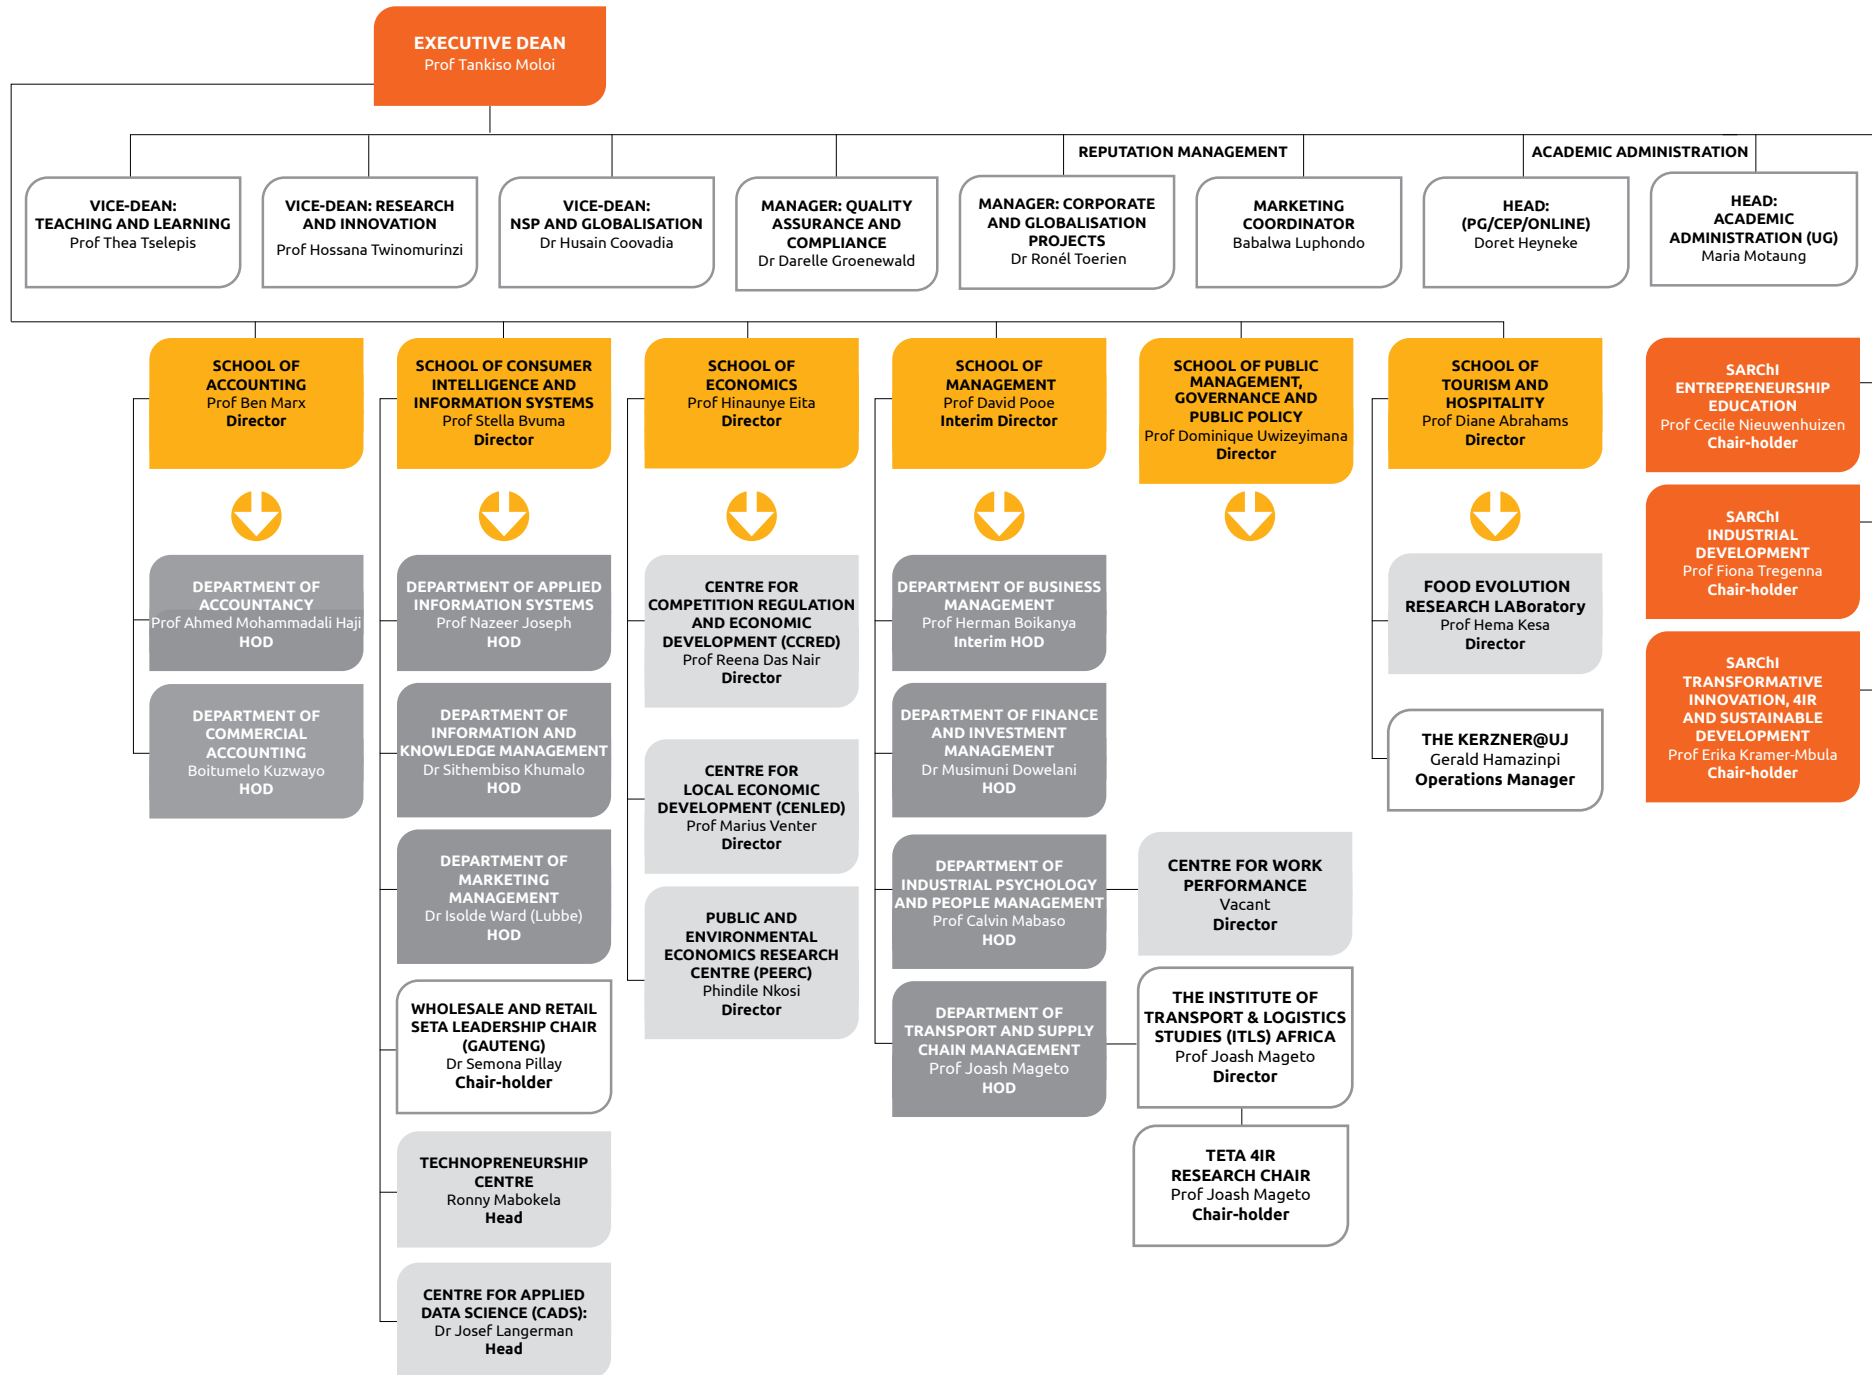 EXECUTIVE DEAN
Prof Tankiso Moloi
REPUTATION MANAGEMENT
ACADEMIC ADMINISTRATION
VICE-DEAN:
TEACHING AND LEARNING
Prof Thea Tselepis
VICE-DEAN: RESEARCH
AND INNOVATION
Prof Hossana Twinomurinzi
VICE-DEAN:
NSP AND GLOBALISATION
Dr Husain Coovadia
MANAGER: QUALITY
ASSURANCE AND
COMPLIANCE
Dr Darelle Groenewald
MANAGER: CORPORATE
AND GLOBALISATION
PROJECTS
Dr Ronél Toerien
MARKETING
COORDINATOR
Babalwa Luphondo
HEAD:
(PG/CEP/ONLINE)
Doret Heyneke
HEAD:
ACADEMIC
ADMINISTRATION (UG)
Maria Motaung
SCHOOL OF
ACCOUNTING
Prof Ben Marx
Director
DEPARTMENT OF
ACCOUNTANCY
Prof Ahmed Mohammadali Haji
HOD
DEPARTMENT OF
COMMERCIAL
ACCOUNTING
Boitumelo Kuzwayo
HOD
SCHOOL OF CONSUMER
INTELLIGENCE AND
INFORMATION SYSTEMS
Prof Stella Bvuma
Director
DEPARTMENT OF APPLIED
INFORMATION SYSTEMS
Prof Nazeer Joseph
HOD
DEPARTMENT OF
INFORMATION AND
KNOWLEDGE MANAGEMENT
Dr Sithembiso Khumalo
HOD
DEPARTMENT OF
MARKETING
MANAGEMENT
Dr Isolde Ward (Lubbe)
HOD
WHOLESALE AND RETAIL
SETA LEADERSHIP CHAIR
(GAUTENG)
Dr Semona Pillay
Chair-holder
TECHNOPRENEURSHIP
CENTRE
Ronny Mabokela
Head
CENTRE FOR APPLIED
DATA SCIENCE (CADS):
Dr Josef Langerman
Head
SCHOOL OF
ECONOMICS
Prof Hinaunye Eita
Director
CENTRE FOR
COMPETITION REGULATION
AND ECONOMIC
DEVELOPMENT (CCRED)
Prof Reena Das Nair
Director
CENTRE FOR
LOCAL ECONOMIC
DEVELOPMENT (CENLED)
Prof Marius Venter
Director
PUBLIC AND
ENVIRONMENTAL
ECONOMICS RESEARCH
CENTRE (PEERC)
Phindile Nkosi
Director
SCHOOL OF
MANAGEMENT
Prof David Pooe
Interim Director
DEPARTMENT OF BUSINESS
MANAGEMENT
Prof Herman Boikanya
Interim HOD
DEPARTMENT OF FINANCE
AND INVESTMENT
MANAGEMENT
Dr Musimuni Dowelani
HOD
DEPARTMENT OF
INDUSTRIAL PSYCHOLOGY
AND PEOPLE MANAGEMENT
Prof Calvin Mabaso
HOD
DEPARTMENT OF
TRANSPORT AND SUPPLY
CHAIN MANAGEMENT
Prof Joash Mageto
HOD
SCHOOL OF PUBLIC
MANAGEMENT,
GOVERNANCE AND
PUBLIC POLICY
Prof Dominique Uwizeyimana
Director
CENTRE FOR WORK
PERFORMANCE
Vacant
Director
THE INSTITUTE OF
TRANSPORT & LOGISTICS
STUDIES (ITLS) AFRICA
Prof Joash Mageto
Director
TETA 4IR
RESEARCH CHAIR
Prof Joash Mageto
Chair-holder
SCHOOL OF
TOURISM AND
HOSPITALITY
Prof Diane Abrahams
Director
FOOD EVOLUTION
RESEARCH LABoratory
Prof Hema Kesa
Director
THE KERZNER@UJ
Gerald Hamazinpi
Operations Manager
SARChI
ENTREPRENEURSHIP
EDUCATION
Prof Cecile Nieuwenhuizen
Chair-holder
SARChI
INDUSTRIAL
DEVELOPMENT
Prof Fiona Tregenna
Chair-holder
SARChI
TRANSFORMATIVE
INNOVATION, 4IR
AND SUSTAINABLE
DEVELOPMENT
Prof Erika Kramer-Mbula
Chair-holder